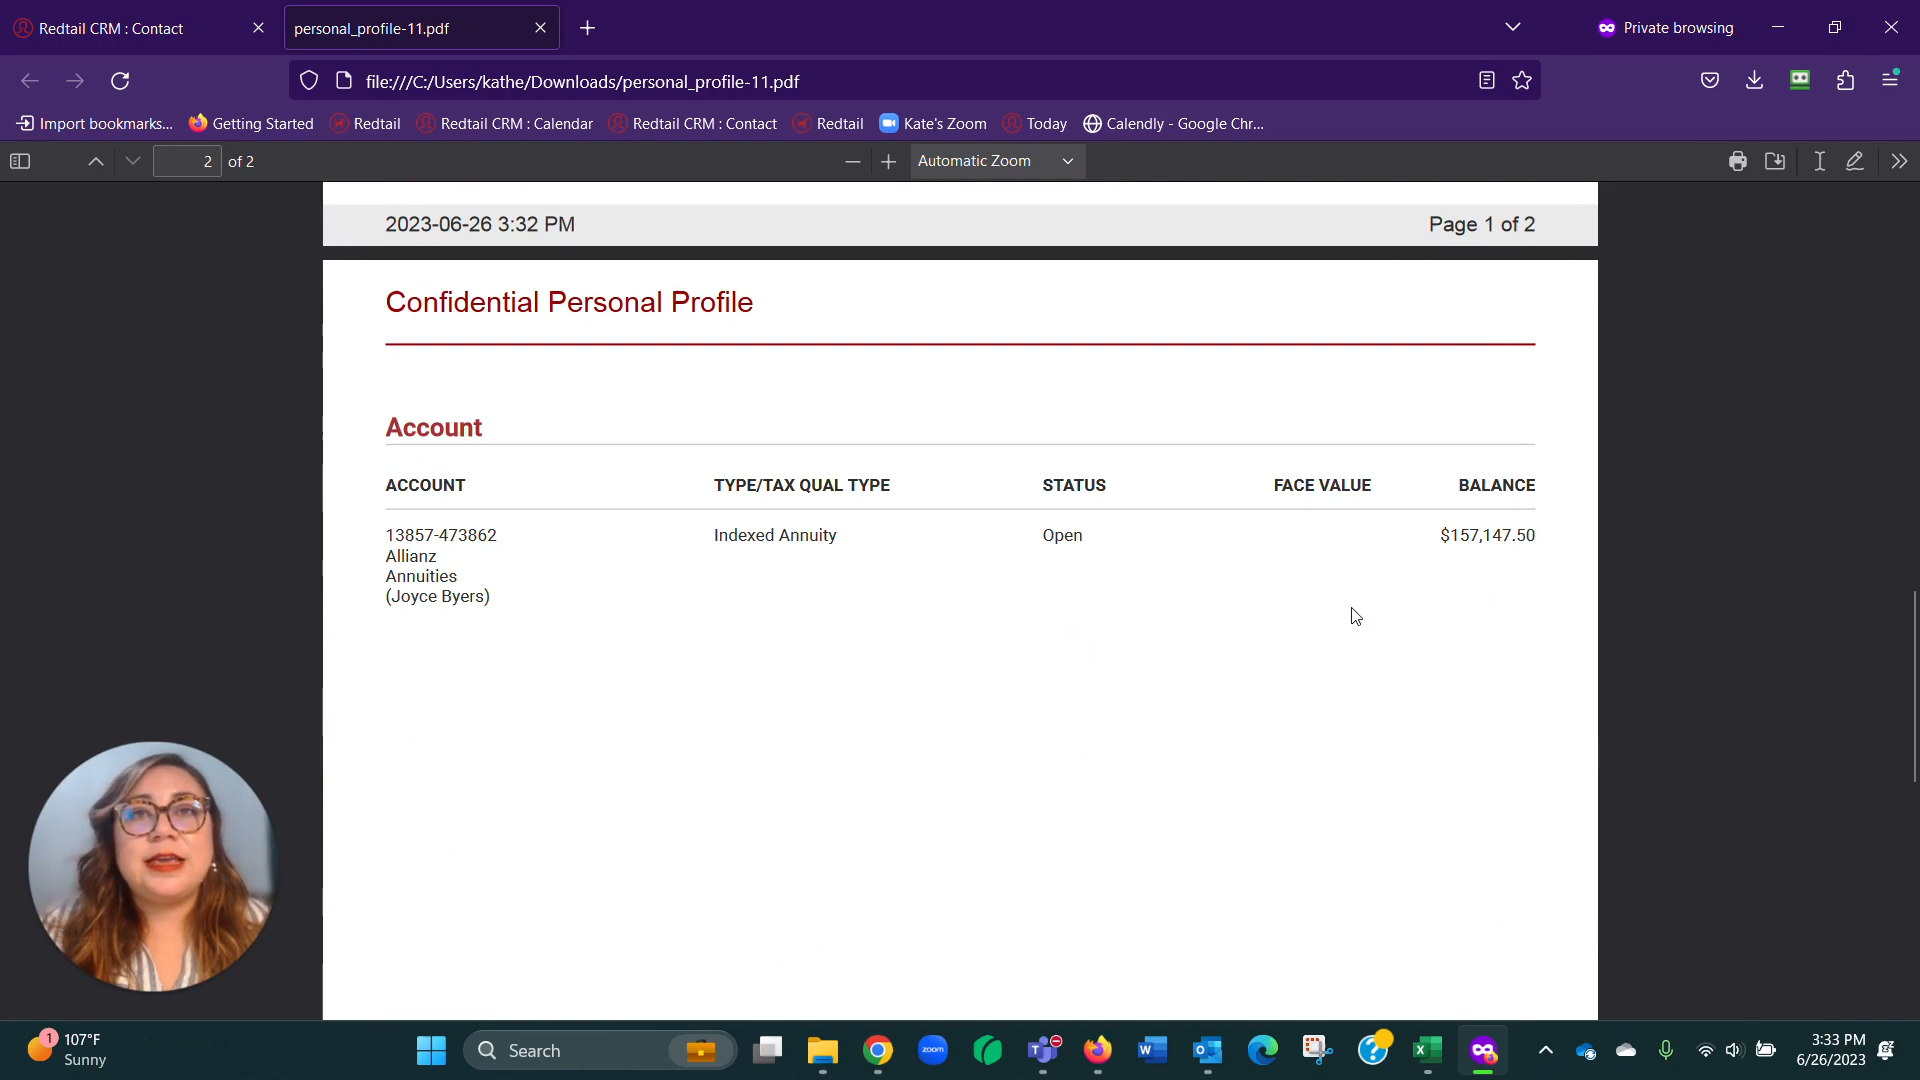 Redtail CRM : Contact
personal_profile-11.pdf
Private browsing
file:///C:/Users/kathe/Downloads/personal_profile-11.pdf
Import bookmarks...
Getting Started
Redtail
Redtail CRM : Calendar
Redtail CRM : Contact
Redtail
Kate's Zoom
Today
Calendly - Google Chr...
2 of 2
Automatic Zoom
2023-06-26 3:32 PM
Page 1 of 2
Confidential Personal Profile
Account
ACCOUNT TYPE/TAX QUAL TYPE STATUS FACE VALUE BALANCE
13857-473862 Indexed Annuity Open $157,147.50
Allianz
Annuities
(Joyce Byers)
1
107°F
Sunny
Search
zoom
3:33 PM
6/26/2023